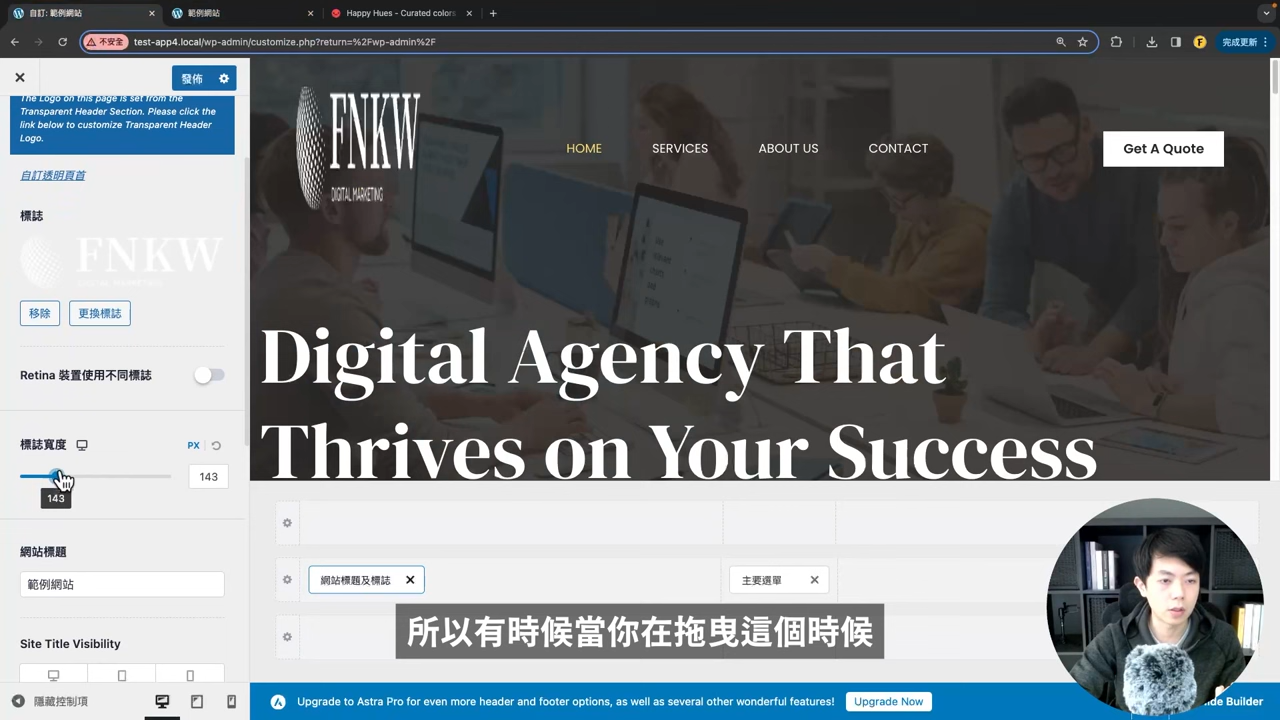 自訂: 範例網站
範例網站
Happy Hues - Curated colors
不安全
test-app4.local/wp-admin/customize.php?return=%2Fwp-admin%2F
F
完成更新
發佈
The Logo on this page is set from the
Transparent Header Section. Please click the
link below to customize Transparent Header
Logo.
自訂透明頁首
標誌
FNKW
DIGITAL MARKETING
移除
更換標誌
Retina 裝置使用不同標誌
標誌寬度
PX
143
143
網站標題
範例網站
Site Title Visibility
隱藏控制項
FNKW
DIGITAL MARKETING
HOME
SERVICES
ABOUT US
CONTACT
Get A Quote
Digital Agency That
Thrives on Your Success
網站標題及標誌
主要選單
所以有時候當你在拖曳這個時候
Upgrade to Astra Pro for even more header and footer options, as well as several other wonderful features!
Upgrade Now
Builder